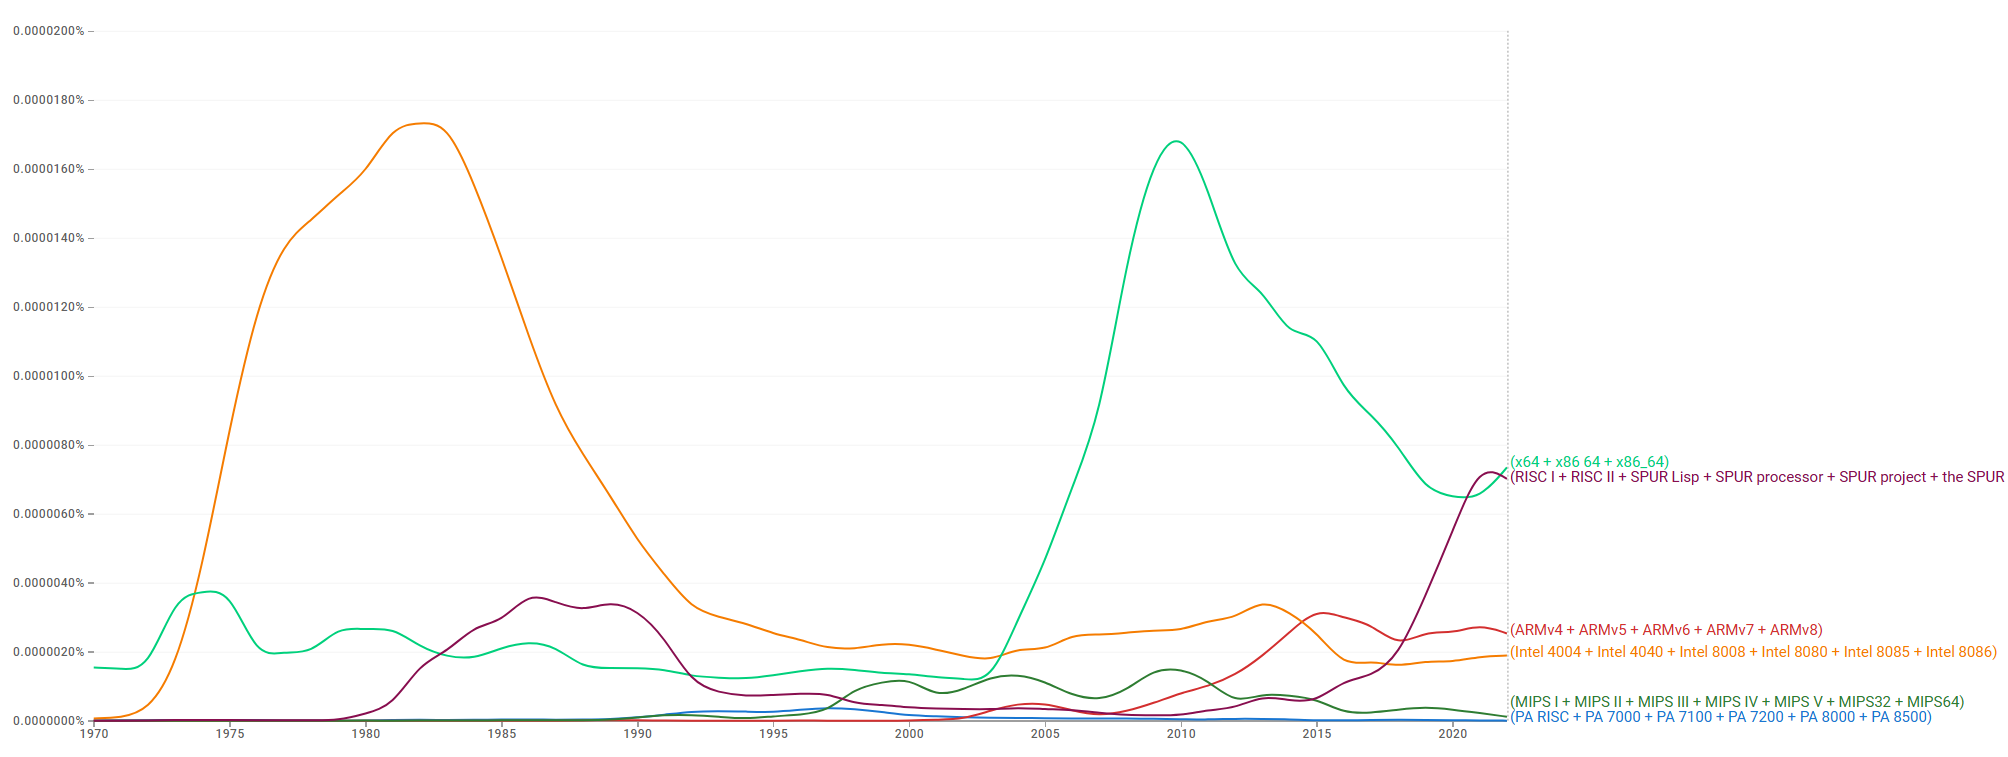 0.0000200%
0.0000180%
0.0000160%
0.0000140%
0.0000120%
0.0000100%
0.0000080%
0.0000060%
0.0000040%
0.0000020%
0.0000000%
1970 1975 1980 1985 1990 1995 2000 2005 2010 2015 2020
(x64 + x86 64 + x86_64)
(RISC I + RISC II + SPUR Lisp + SPUR processor + SPUR project + the SPUR
(ARMv4 + ARMv5 + ARMv6 + ARMv7 + ARMv8)
(Intel 4004 + Intel 4040 + Intel 8008 + Intel 8080 + Intel 8085 + Intel 8086)
(MIPS I + MIPS II + MIPS III + MIPS IV + MIPS V + MIPS32 + MIPS64)
(PA RISC + PA 7000 + PA 7100 + PA 7200 + PA 8000 + PA 8500)